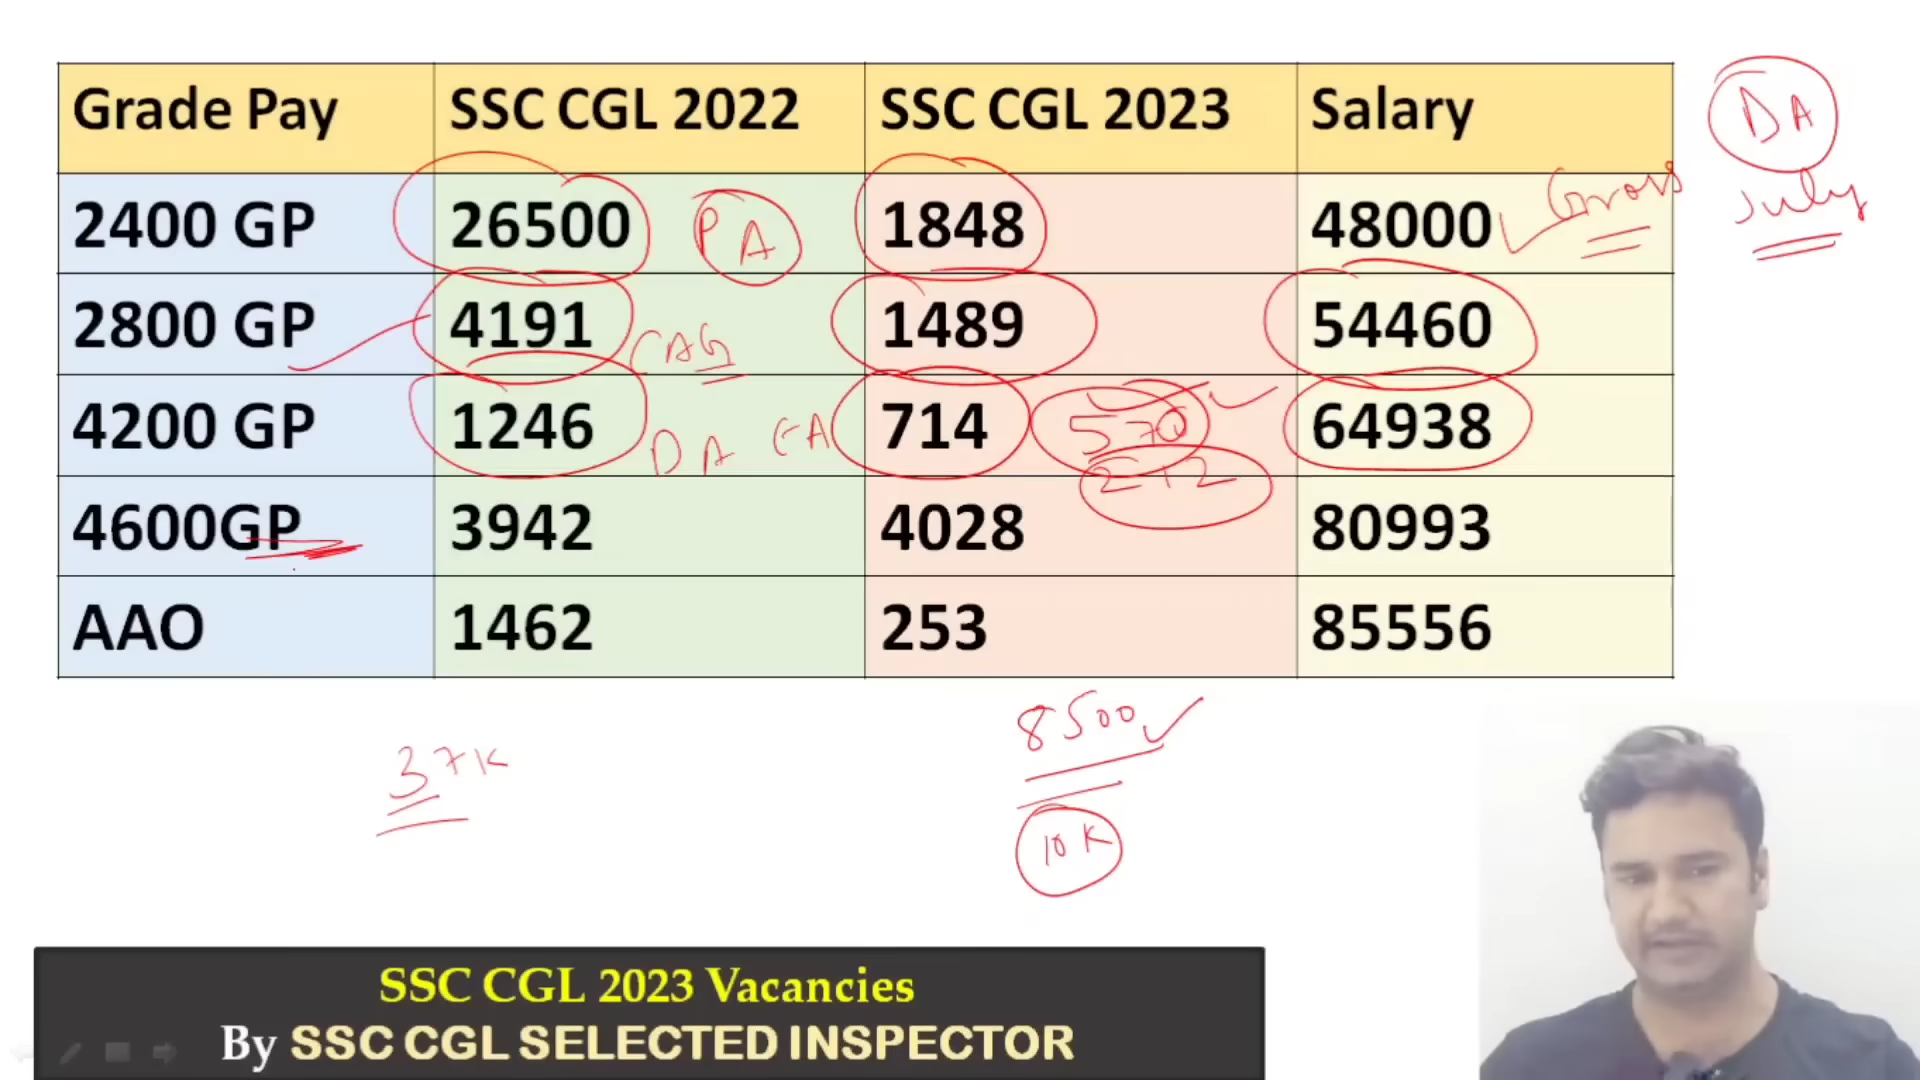 Grade Pay SSC CGL 2022 SSC CGL 2023 Salary
DA
July
2400 GP 26500 PA 1848 48000 Gross
2800 GP 4191 CAG 1489 54460
4200 GP 1246 DA 714 570 64938
212
4600GP 3942 4028 80993
AAO 1462 253 85556
37K
8500
10K
SSC CGL 2023 Vacancies
By SSC CGL SELECTED INSPECTOR